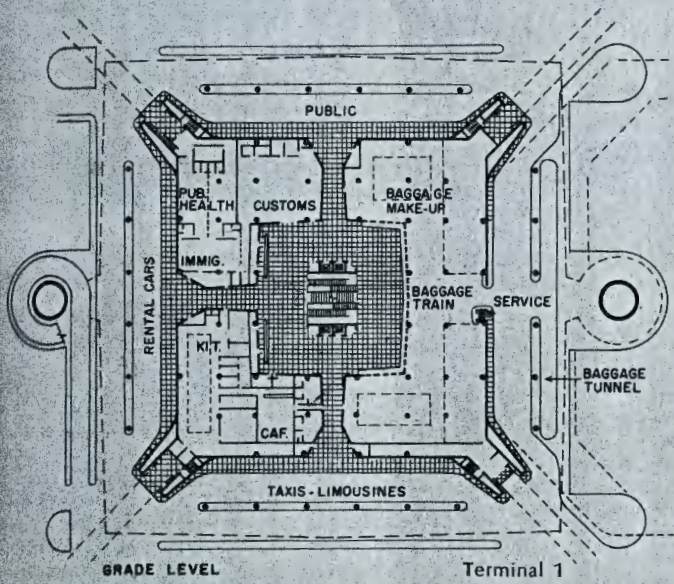 PUBLIC
PUB.
HEALTH
CUSTOMS
BAGGAGE
MAKE-UP
IMMIG.
RENTAL CARS
BAGGAGE
TRAIN
SERVICE
KIT.
BAGGAGE
TUNNEL
CAF.
TAXIS - LIMOUSINES
GRADE LEVEL
Terminal 1